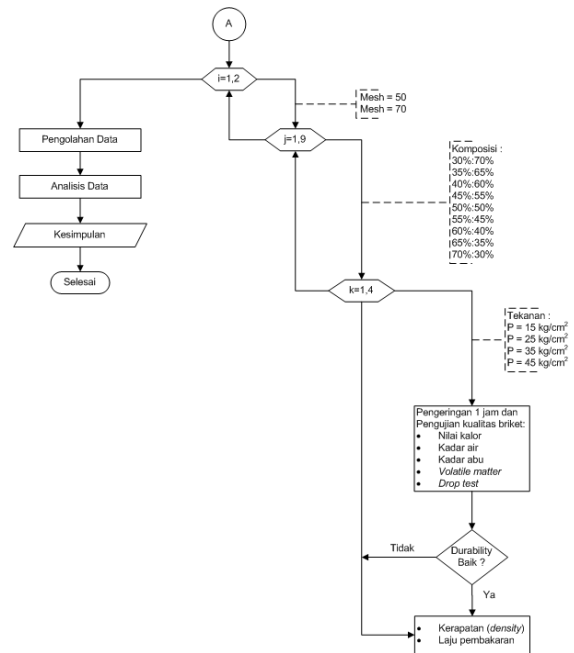 A
i=1,2
Mesh = 50
Mesh = 70
Pengolahan Data
j=1,9
Analisis Data
Komposisi :
30%:70%
35%:65%
40%:60%
45%:55%
50%:50%
55%:45%
60%:40%
65%:35%
70%:30%
Kesimpulan
Selesai
k=1,4
Tekanan :
P = 15 kg/cm²
P = 25 kg/cm²
P = 35 kg/cm²
P = 45 kg/cm²
Pengeringan 1 jam dan
Pengujian kualitas briket:
• Nilai kalor
• Kadar air
• Kadar abu
• Volatile matter
• Drop test
Tidak
Durability
Baik ?
Ya
• Kerapatan (density)
• Laju pembakaran